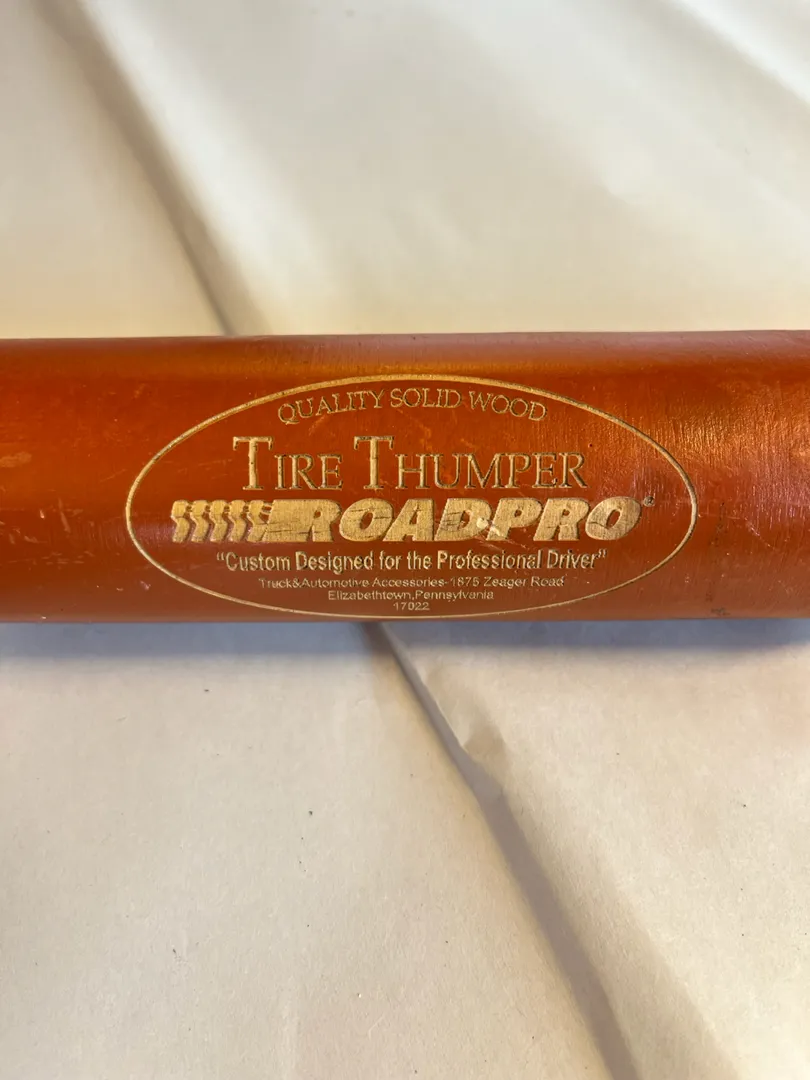 QUALITY SOLID WOOD
TIRE THUMPER
ROADPRO®
"Custom Designed for the Professional Driver"
Truck&Automotive Accessories-1675 Zeager Road
Elizabethtown,Pennsylvania
17022